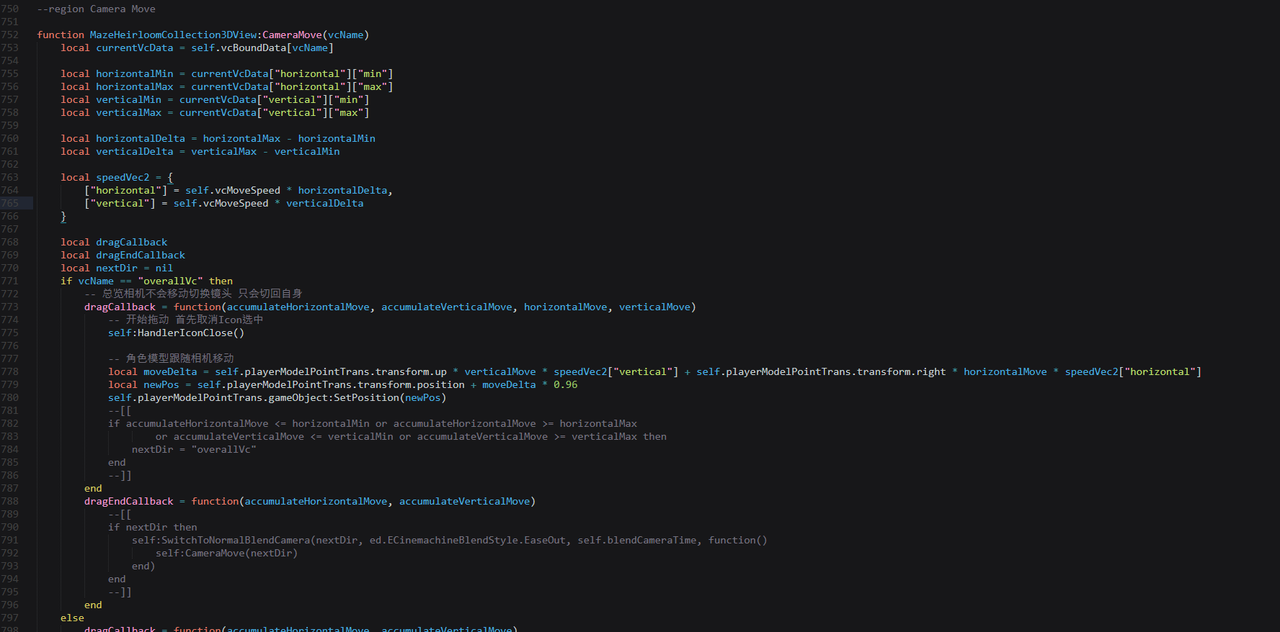 750 --region Camera Move
751
752 function MazeHeirloomCollection3DView:CameraMove(vcName)
753 local currentVcData = self.vcBoundData[vcName]
754
755 local horizontalMin = currentVcData["horizontal"]["min"]
756 local horizontalMax = currentVcData["horizontal"]["max"]
757 local verticalMin = currentVcData["vertical"]["min"]
758 local verticalMax = currentVcData["vertical"]["max"]
759
760 local horizontalDelta = horizontalMax - horizontalMin
761 local verticalDelta = verticalMax - verticalMin
762
763 local speedVec2 = {
764 ["horizontal"] = self.vcMoveSpeed * horizontalDelta,
765 ["vertical"] = self.vcMoveSpeed * verticalDelta
766 }
767
768 local dragCallback
769 local dragEndCallback
770 local nextDir = nil
771 if vcName == "overallVc" then
772 -- 总览相机不会移动切换镜头 只会切回自身
773 dragCallback = function(accumulateHorizontalMove, accumulateVerticalMove, horizontalMove, verticalMove)
774 -- 开始拖动 首先取消Icon选中
775 self:HandlerIconClose()
776
777 -- 角色模型跟随相机移动
778 local moveDelta = self.playerModelPointTrans.transform.up * verticalMove * speedVec2["vertical"] + self.playerModelPointTrans.transform.right * horizontalMove * speedVec2["horizontal"]
779 local newPos = self.playerModelPointTrans.transform.position + moveDelta * 0.96
780 self.playerModelPointTrans.gameObject:SetPosition(newPos)
781 --[[
782 if accumulateHorizontalMove <= horizontalMin or accumulateHorizontalMove >= horizontalMax
783 or accumulateVerticalMove <= verticalMin or accumulateVerticalMove >= verticalMax then
784 nextDir = "overallVc"
785 end
786 --]]
787 end
788 dragEndCallback = function(accumulateHorizontalMove, accumulateVerticalMove)
789 --[[
790 if nextDir then
791 self:SwitchToNormalBlendCamera(nextDir, ed.ECinemachineBlendStyle.EaseOut, self.blendCameraTime, function()
792 self:CameraMove(nextDir)
793 end)
794 end
795 --]]
796 end
797 else
798 dragCallback = function(accumulateHorizontalMove, accumulateVerticalMove)